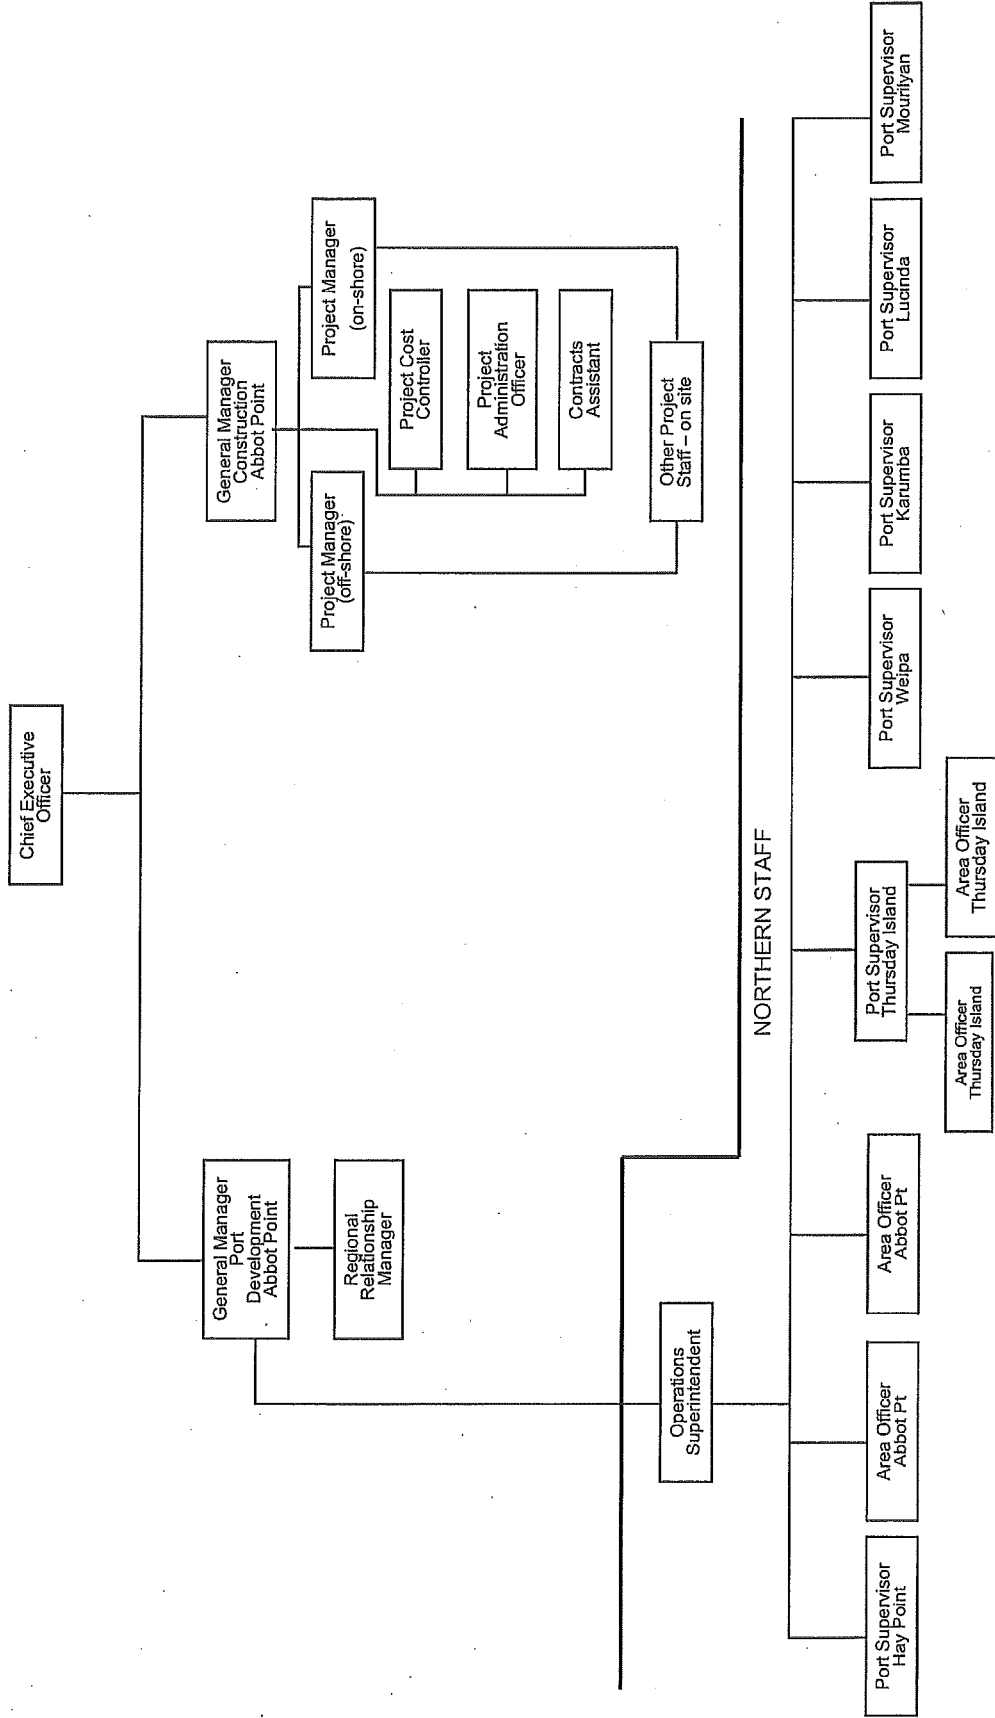 Chief Executive
Officer
General Manager
Port
Development
Abbot Point
General Manager
Construction
Abbot Point
Regional
Relationship
Manager
Project Manager
(off-shore)
Project Manager
(on-shore)
Project Cost
Controller
Project
Administration
Officer
Contracts
Assistant
Other Project
Staff – on site
Operations
Superintendent
NORTHERN STAFF
Port Supervisor
Hay Point
Area Officer
Abbot Pt
Area Officer
Abbot Pt
Port Supervisor
Thursday Island
Area Officer
Thursday Island
Area Officer
Thursday Island
Port Supervisor
Weipa
Port Supervisor
Karumba
Port Supervisor
Lucinda
Port Supervisor
Mourilyan